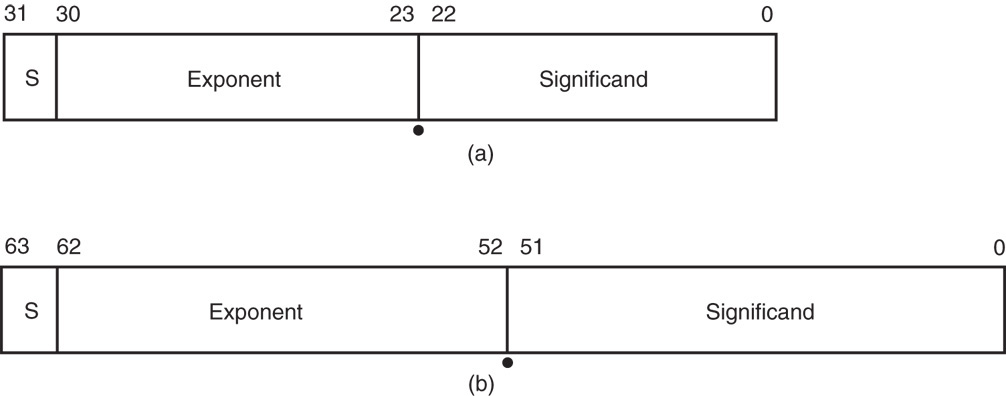 31 30 23 22 0
S Exponent Significand
(a)
63 62 52 51 0
S Exponent Significand
(b)